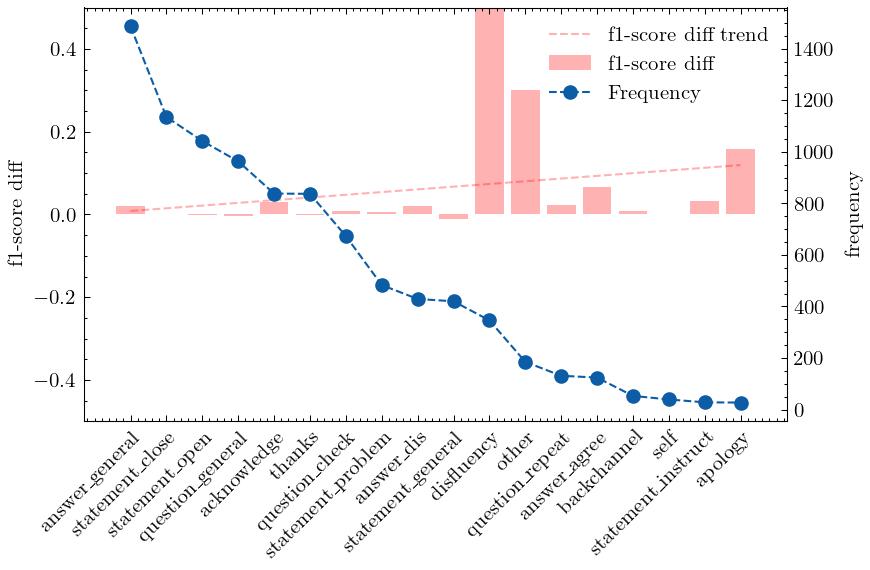 f1-score diff trend
f1-score diff
Frequency
0.4
0.2
0.0
−0.2
−0.4
f1-score diff
1400
1200
1000
800
600
400
200
0
frequency
answer_general
statement_close
statement_open
question_general
acknowledge
thanks
question_check
statement_problem
answer_dis
statement_general
disfluency
other
question_repeat
answer_agree
backchannel
self
statement_instruct
apology